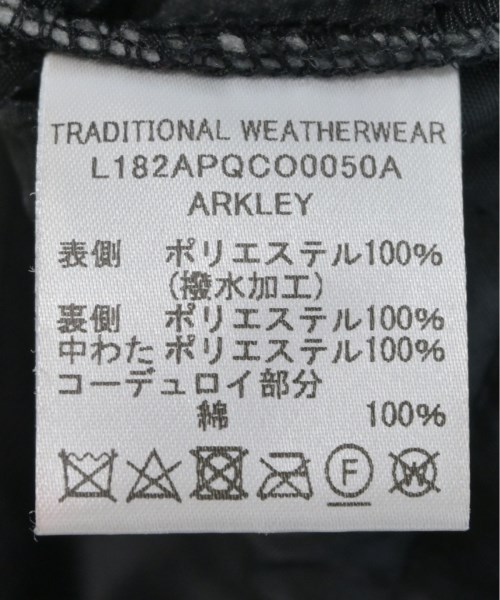 TRADITIONAL WEATHERWEAR
L182APQCO0050A
ARKLEY
表側 ポリエステル100%
(撥水加工)
裏側 ポリエステル100%
中わた ポリエステル100%
コーデュロイ部分
綿 100%
F W